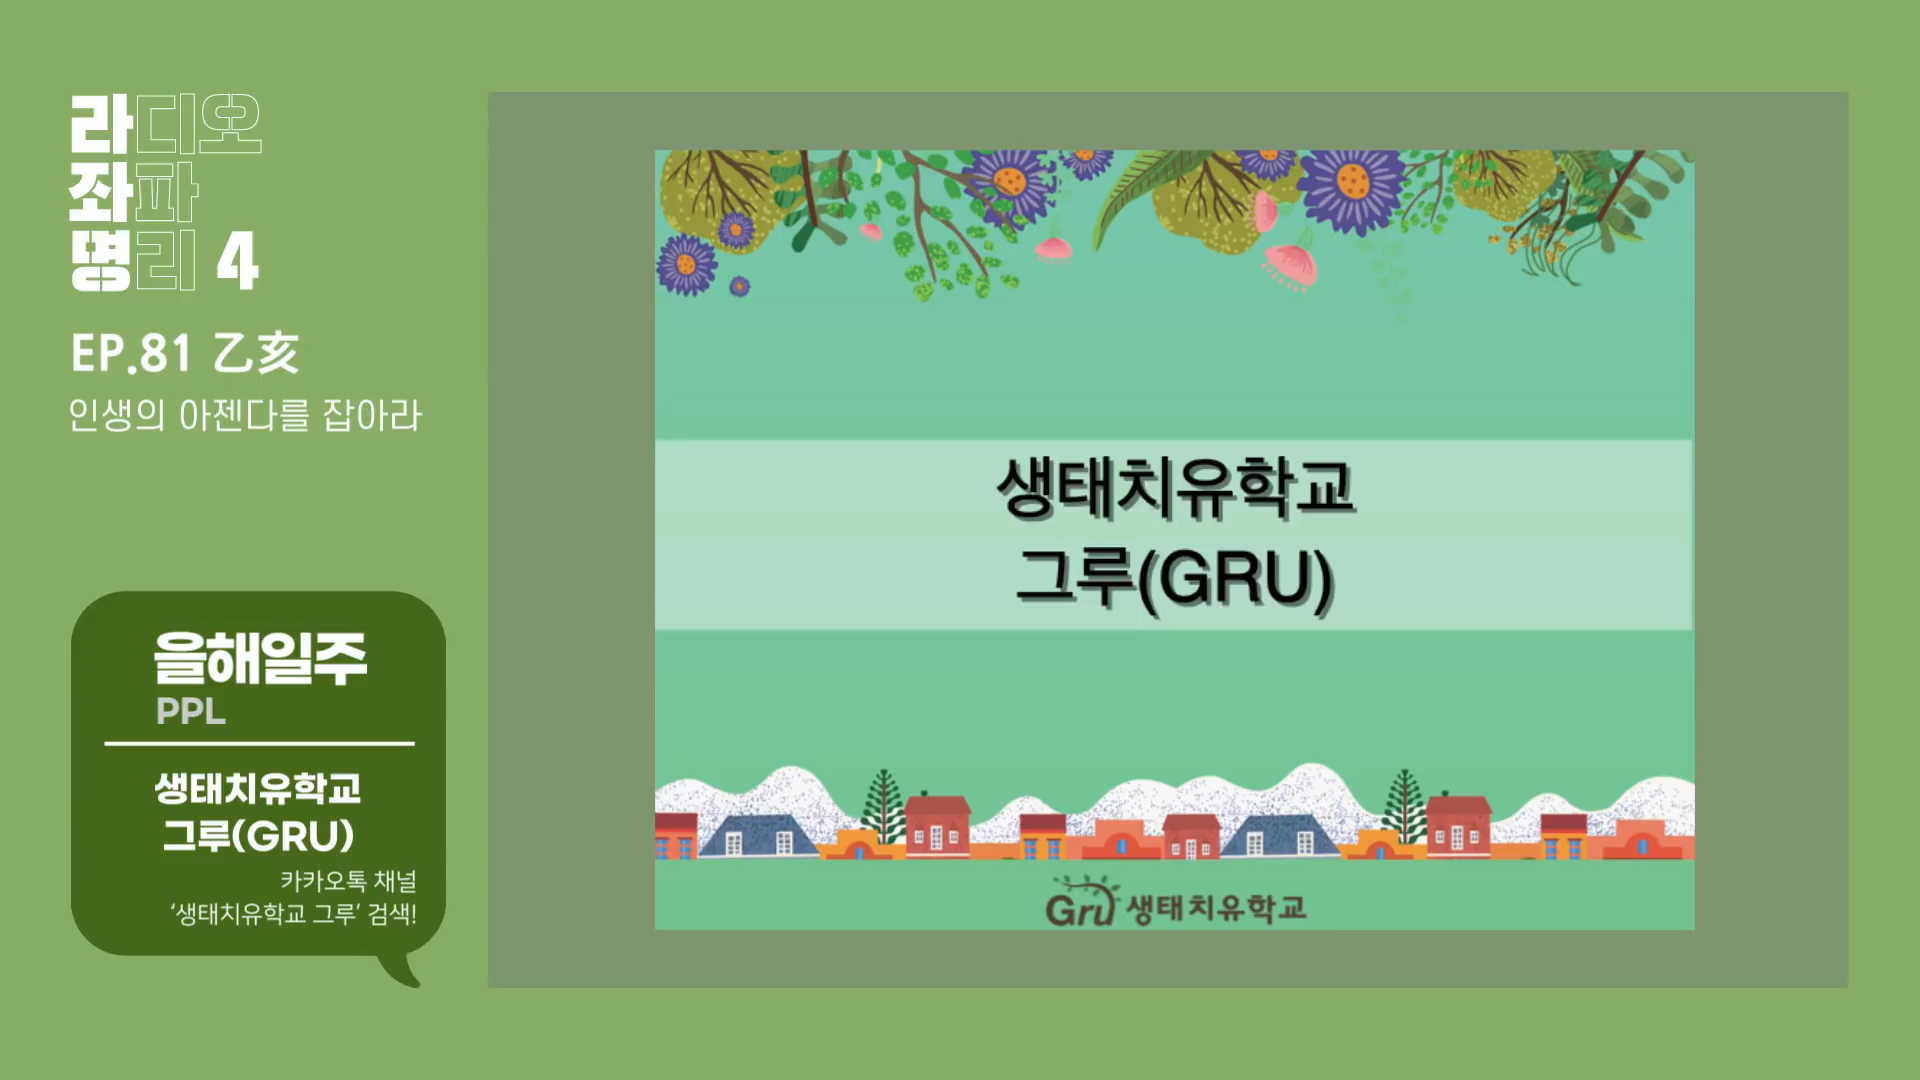 라디오
좌파
명리 4
EP.81 乙亥
인생의 아젠다를 잡아라
을해일주
PPL
생태치유학교
그루(GRU)
카카오톡 채널
‘생태치유학교 그루’ 검색!
생태치유학교
그루(GRU)
Gru 생태치유학교